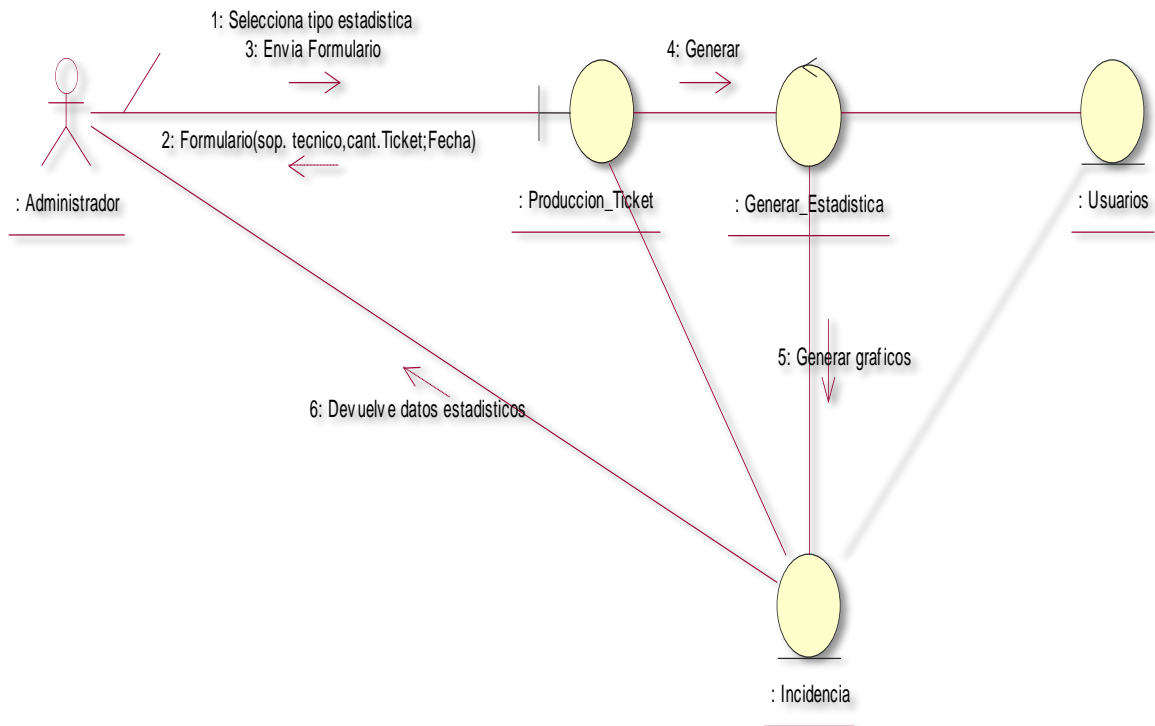 1: Selecciona tipo estadistica
3: Envia Formulario
4: Generar
2: Formulario(sop. tecnico,cant.Ticket;Fecha)
: Administrador
: Produccion_Ticket
: Generar_Estadistica
: Usuarios
5: Generar graficos
6: Devuelve datos estadisticos
: Incidencia